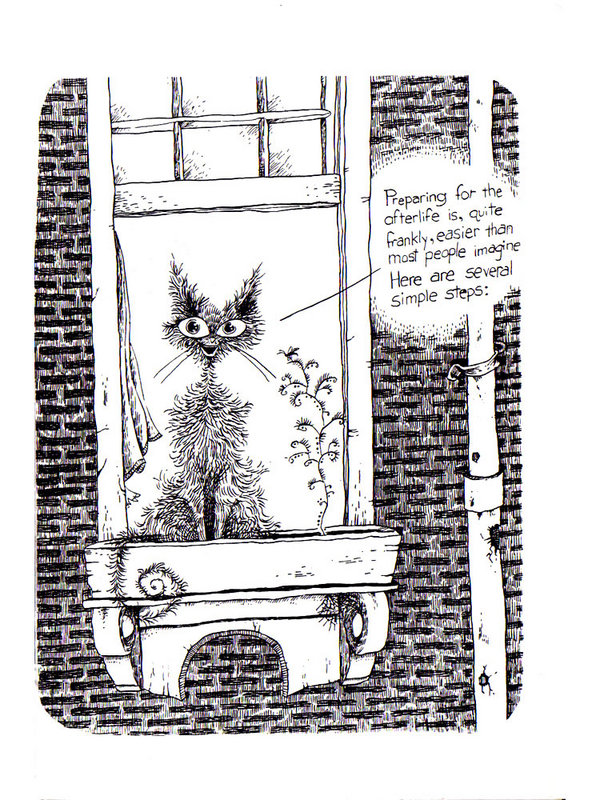 Preparing for the
afterlife is, quite
frankly, easier than
most people imagine
Here are several
simple steps: